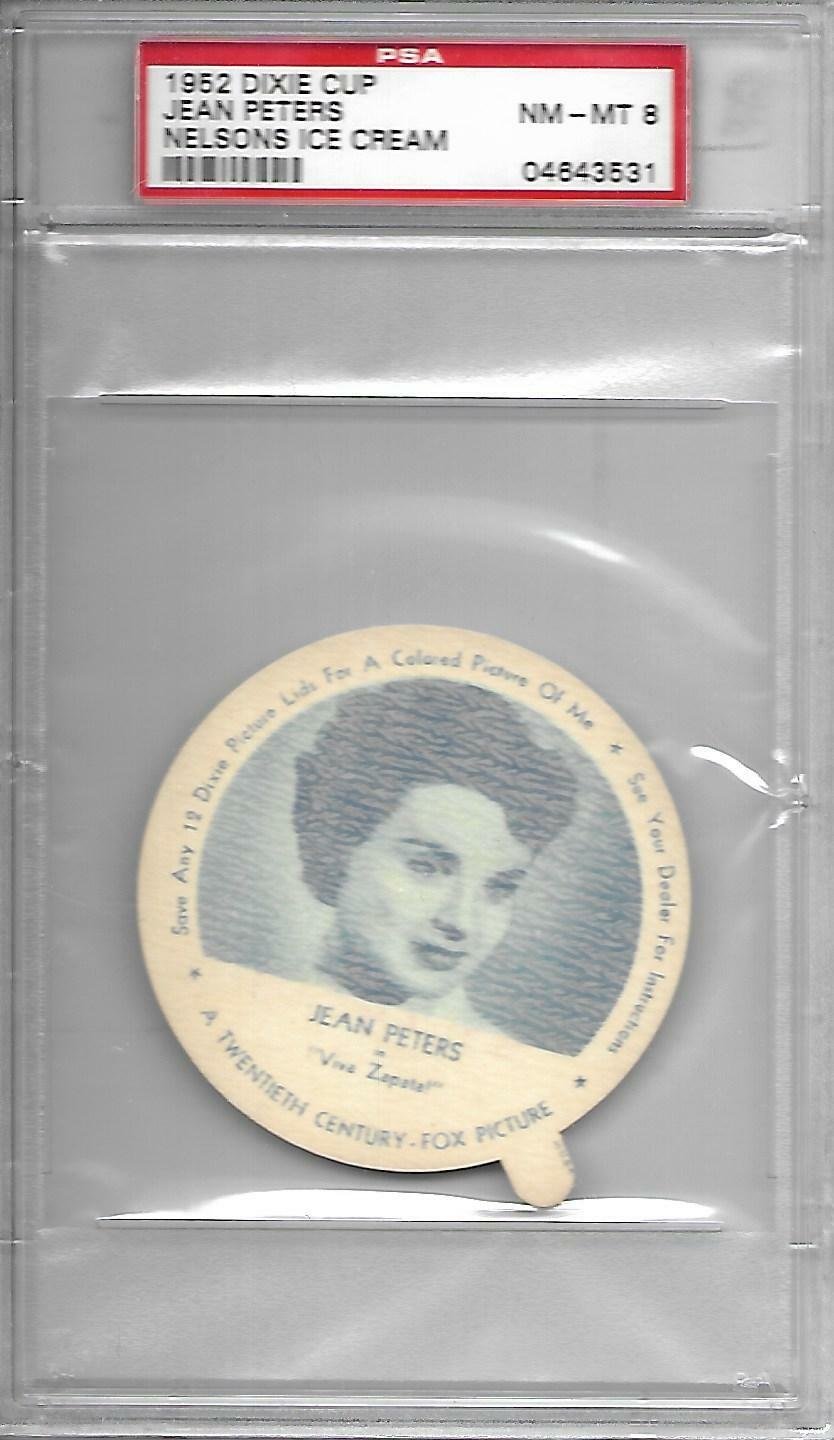 PSA
1952 DIXIE CUP
JEAN PETERS
NM-MT 8
NELSONS ICE CREAM
04643531
Save Any 12 Dixie Picture Lids For A Colored Picture Of Me ★ See Your Dealer For Instructions ★
JEAN PETERS
in
"Viva Zapata!"
★ A TWENTIETH CENTURY-FOX PICTURE